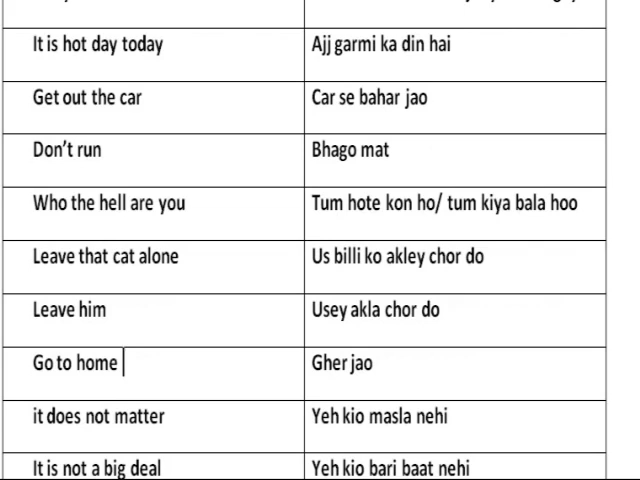 It is hot day today
Ajj garmi ka din hai
Get out the car
Car se bahar jao
Don't run
Bhago mat
Who the hell are you
Tum hote kon ho/ tum kiya bala hoo
Leave that cat alone
Us billi ko akley chor do
Leave him
Usey akla chor do
Go to home
Gher jao
it does not matter
Yeh kio masla nehi
It is not a big deal
Yeh kio bari baat nehi